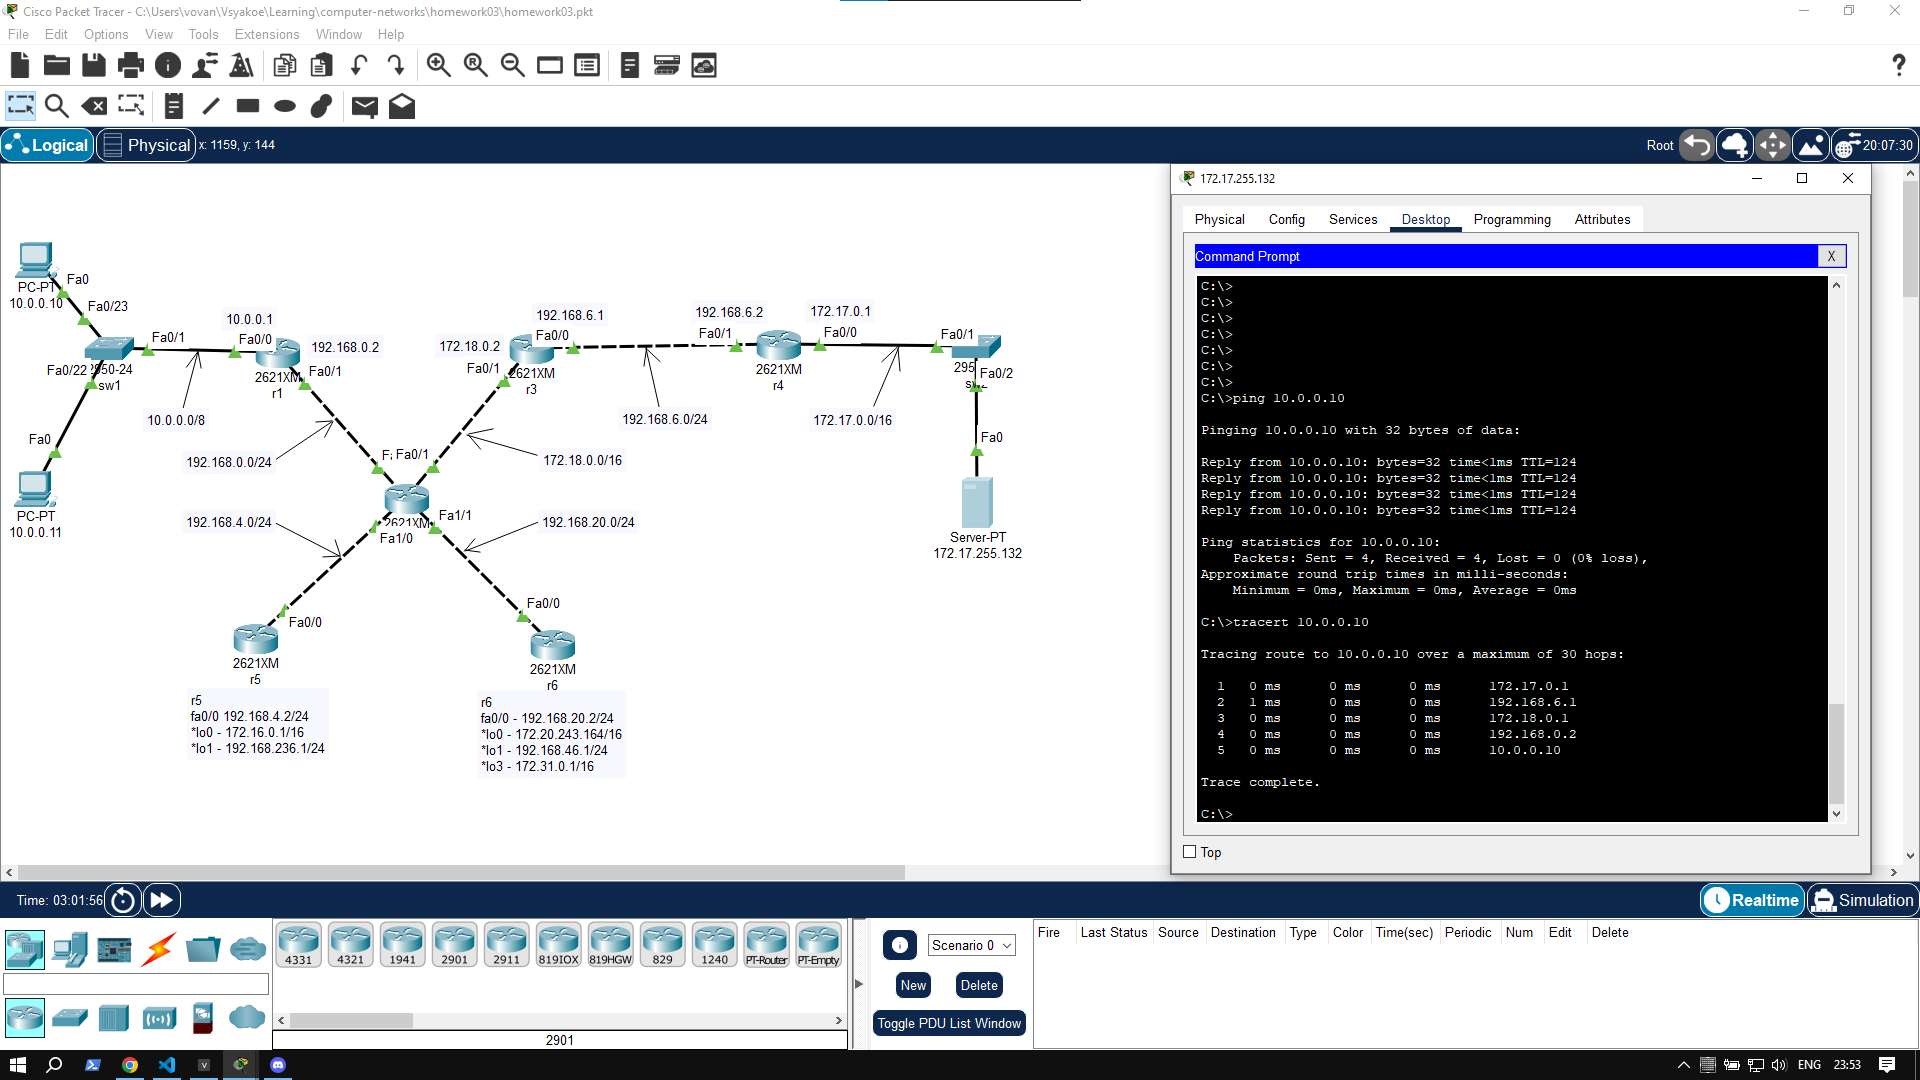 Cisco Packet Tracer - C:\Users\vovan\Vsyakoe\Learning\computer-networks\homework03\homework03.pkt
File Edit Options View Tools Extensions Window Help
Logical Physical x: 1159, y: 144 Root 20:07:30
172.17.255.132
Physical Config Services Desktop Programming Attributes
Command Prompt X
C:\>
C:\>
C:\>
C:\>
C:\>
C:\>
C:\>
C:\>ping 10.0.0.10
Pinging 10.0.0.10 with 32 bytes of data:
Reply from 10.0.0.10: bytes=32 time<1ms TTL=124
Reply from 10.0.0.10: bytes=32 time<1ms TTL=124
Reply from 10.0.0.10: bytes=32 time<1ms TTL=124
Reply from 10.0.0.10: bytes=32 time<1ms TTL=124
Ping statistics for 10.0.0.10:
Packets: Sent = 4, Received = 4, Lost = 0 (0% loss),
Approximate round trip times in milli-seconds:
Minimum = 0ms, Maximum = 0ms, Average = 0ms
C:\>tracert 10.0.0.10
Tracing route to 10.0.0.10 over a maximum of 30 hops:
1 0 ms 0 ms 0 ms 172.17.0.1
2 1 ms 0 ms 0 ms 192.168.6.1
3 0 ms 0 ms 0 ms 172.18.0.1
4 0 ms 0 ms 0 ms 192.168.0.2
5 0 ms 0 ms 0 ms 10.0.0.10
Trace complete.
C:\>
Top
Fa0
PC-PT
10.0.0.10
Fa0/23
Fa0/1
Fa0/22
950-24
sw1
Fa0
PC-PT
10.0.0.11
10.0.0.1
Fa0/0
192.168.0.2
Fa0/1
2621XM
r1
10.0.0.0/8
192.168.0.0/24
192.168.6.1
Fa0/0
172.18.0.2
Fa0/1
2621XM
r3
192.168.6.2
Fa0/1
172.17.0.1
Fa0/0
2621XM
r4
192.168.6.0/24
172.17.0.0/16
Fa0/1
295
Fa0/2
Fa0
Server-PT
172.17.255.132
172.18.0.0/16
Fa0/1
2621XM
Fa1/1
Fa1/0
192.168.4.0/24
192.168.20.0/24
Fa0/0
2621XM
r5
Fa0/0
2621XM
r6
r5
fa0/0 192.168.4.2/24
*lo0 - 172.16.0.1/16
*lo1 - 192.168.236.1/24
r6
fa0/0 - 192.168.20.2/24
*lo0 - 172.20.243.164/16
*lo1 - 192.168.46.1/24
*lo3 - 172.31.0.1/16
Time: 03:01:56 Realtime Simulation
4331 4321 1941 2901 2911 819IOX 819HGW 829 1240 PT-Router PT-Empty
2901
Scenario 0
New Delete
Toggle PDU List Window
Fire Last Status Source Destination Type Color Time(sec) Periodic Num Edit Delete
ENG 23:53